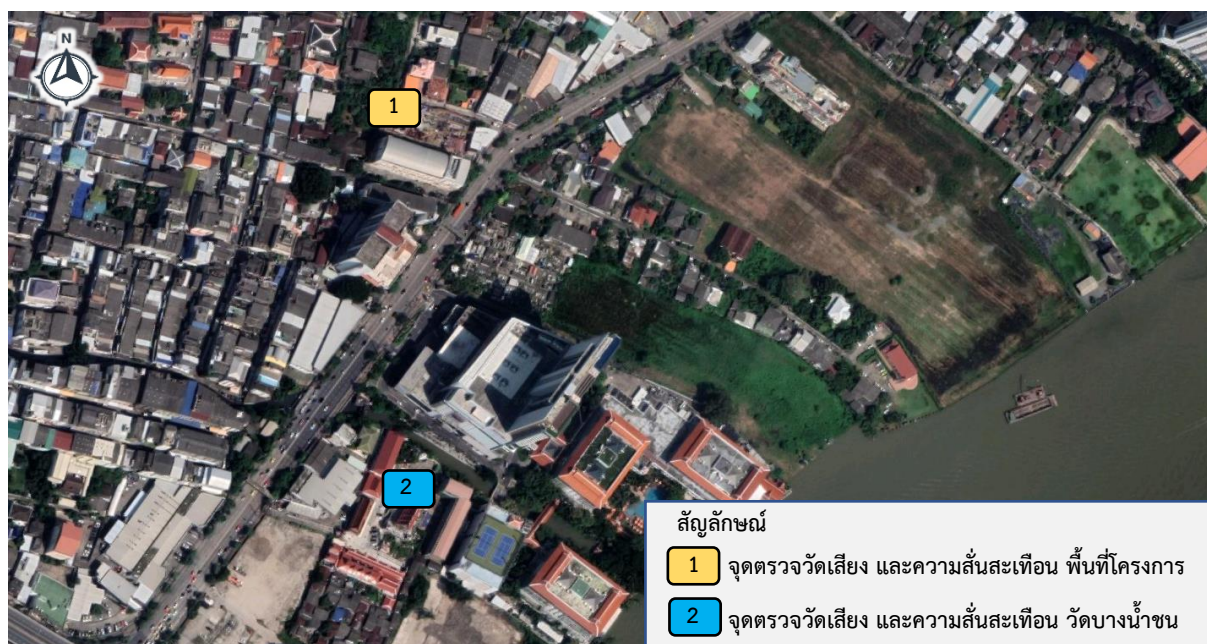 N
1
2
สัญลักษณ์
1 จุดตรวจวัดเสียง และความสั่นสะเทือน พื้นที่โครงการ
2 จุดตรวจวัดเสียง และความสั่นสะเทือน วัดบางน้ำชน